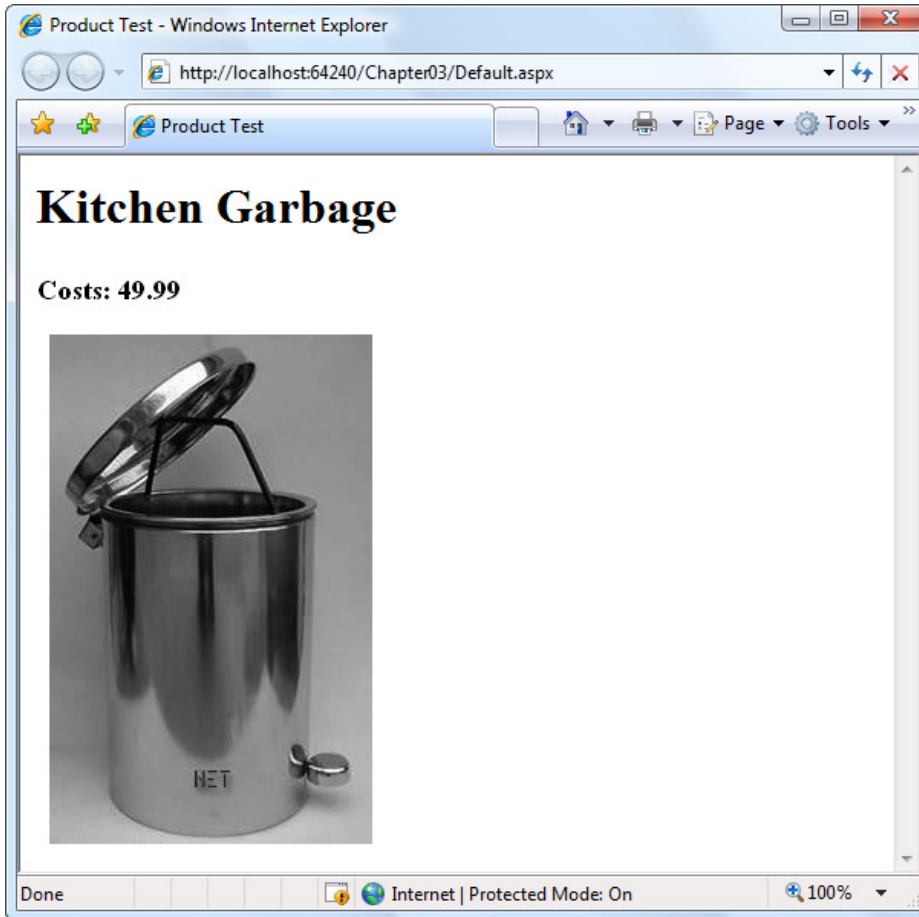 Product Test - Windows Internet Explorer
http://localhost:64240/Chapter03/Default.aspx
Product Test
Page
Tools
Kitchen Garbage
Costs: 49.99
NET
Done
Internet | Protected Mode: On
100%